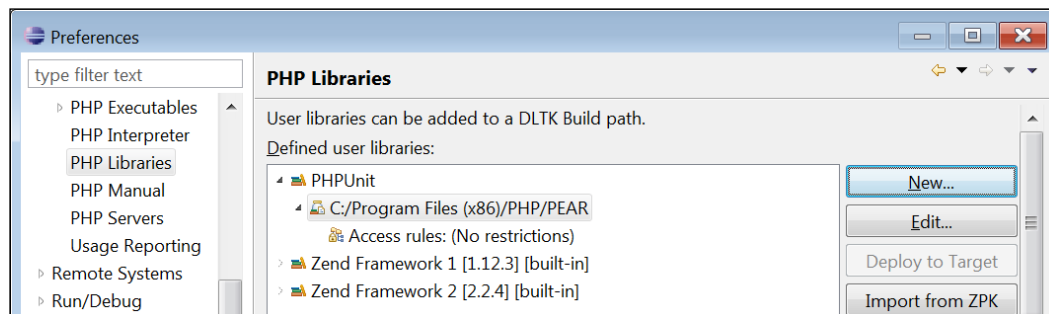 Preferences
type filter text
PHP Executables
PHP Interpreter
PHP Libraries
PHP Manual
PHP Servers
Usage Reporting
Remote Systems
Run/Debug
PHP Libraries
User libraries can be added to a DLTK Build path.
Defined user libraries:
PHPUnit
C:/Program Files (x86)/PHP/PEAR
Access rules: (No restrictions)
Zend Framework 1 [1.12.3] [built-in]
Zend Framework 2 [2.2.4] [built-in]
New...
Edit...
Deploy to Target
Import from ZPK